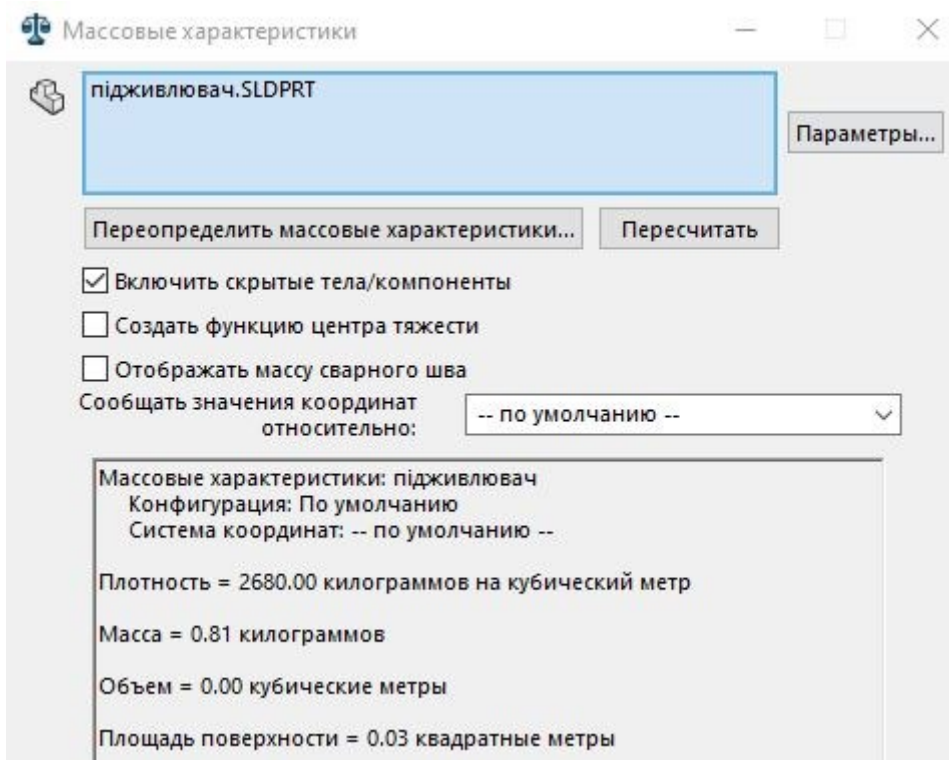 Массовые характеристики
підживлювач.SLDPRT
Параметры...
Переопределить массовые характеристики...
Пересчитать
Включить скрытые тела/компоненты
Создать функцию центра тяжести
Отображать массу сварного шва
Сообщать значения координат
относительно:
-- по умолчанию --
Массовые характеристики: підживлювач
Конфигурация: По умолчанию
Система координат: -- по умолчанию --
Плотность = 2680.00 килограммов на кубический метр
Масса = 0.81 килограммов
Объем = 0.00 кубические метры
Площадь поверхности = 0.03 квадратные метры